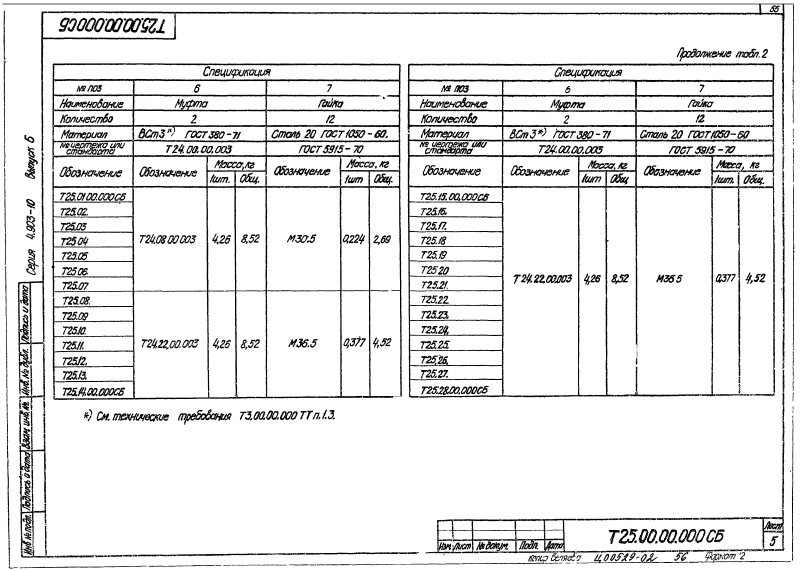 55
Т25.00.00.000СБ
Продолжение табл. 2
Серия 4.903-10 Выпуск 6
Спецификация
№ поз 6 7
Наименование Муфта Гайка
Количество 2 12
Материал ВСт3 *) ГОСТ 380-71 Сталь 20 ГОСТ 1050-60.
№ чертежа или стандарта Т24.00.00.003 ГОСТ 5915-70
Обозначение Обозначение Масса, кг Обозначение Масса, кг
1шт. Общ. 1шт Общ.
Т25.01.00.000СБ
Т25.02.
Т25.03
Т25.04 Т24.08.00.003 4,26 8,52 М30.5 0,224 2,69
Т25.05
Т25.06.
Т25.07
Т25.08.
Т25.09
Т25.10.
Т25.11. Т24.22.00.003 4,26 8,52 М36.5 0,377 4,52
Т25.12.
Т25.13.
Т25.14.00.000СБ
Спецификация
№ поз 6 7
Наименование Муфта Гайка
Количество 2 12
Материал ВСт3 *) ГОСТ 380-71 Сталь 20 ГОСТ 1050-60
№ чертежа или стандарта Т24.00.00.003 ГОСТ 5915-70
Обозначение Обозначение Масса, кг Обозначение Масса, кг
1шт. Общ. 1шт. Общ.
Т25.15.00.000СБ
Т25.16.
Т25.17.
Т25.18
Т25.19
Т25.20
Т25.21. Т24.22.00.003 4,26 8,52 М36.5 0,377 4,52
Т25.22.
Т25.23.
Т25.24.
Т25.25.
Т25.26.
Т25.27.
Т25.28.00.000СБ
*) См. технические требования Т3.00.00.000 ТТ п.1.3.
Инв.№ подл. Подпись и дата Взам инв.№ Инв.№ дубл. Подпись и дата
Изм. Лист № докум. Подп. Дата
Т25.00.00.000СБ
Лист
5
Копир Беляева Ц00529-02 56 Формат 12